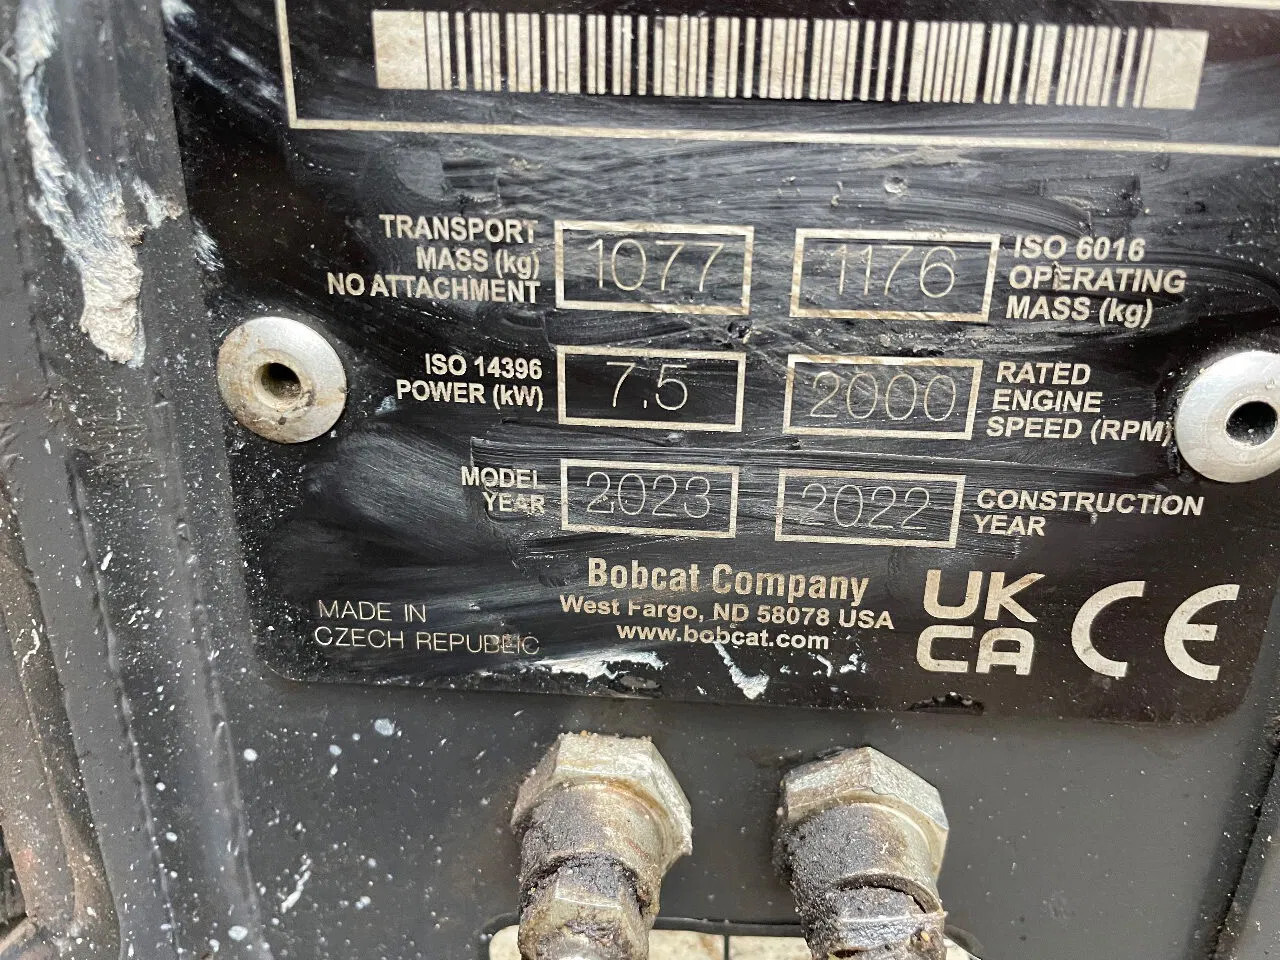 TRANSPORT
MASS (kg)
NO ATTACHMENT
1077
1176
ISO 6016
OPERATING
MASS (kg)
ISO 14396
POWER (kW)
7.5
2000
RATED
ENGINE
SPEED (RPM)
MODEL
YEAR
2023
2022
CONSTRUCTION
YEAR
MADE IN
CZECH REPUBLIC
Bobcat Company
West Fargo, ND 58078 USA
www.bobcat.com
UK
CA
CE